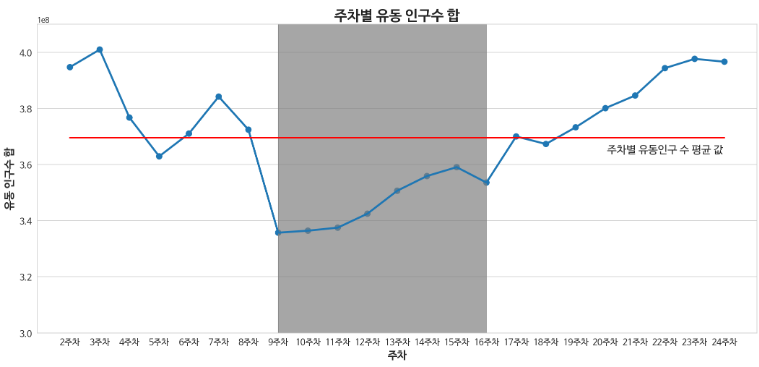 주차별 유동 인구수 합
1e8
4.0
3.8
3.6
3.4
3.2
3.0
유동 인구수 합
주차별 유동인구 수 평균 값
2주차 3주차 4주차 5주차 6주차 7주차 8주차 9주차 10주차 11주차 12주차 13주차 14주차 15주차 16주차 17주차 18주차 19주차 20주차 21주차 22주차 23주차 24주차
주차